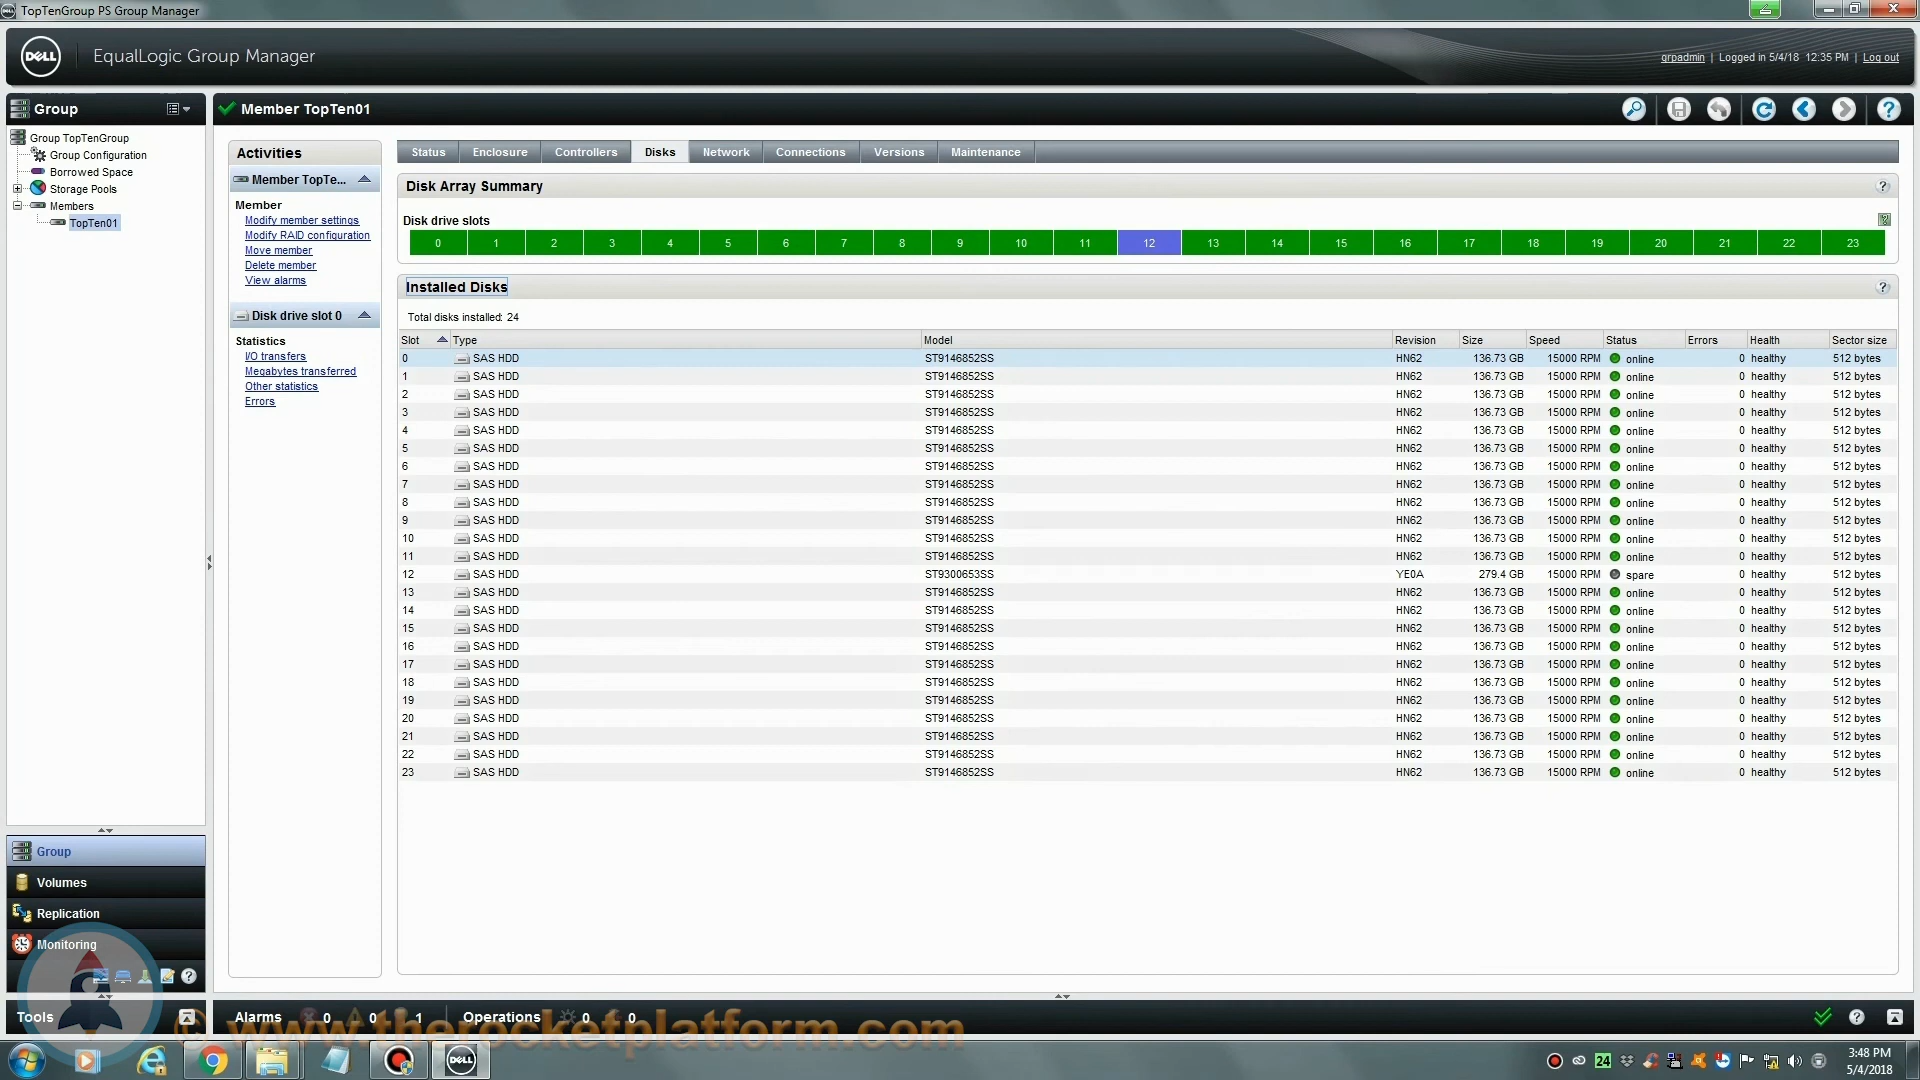 TopTenGroup PS Group Manager
DELL
EqualLogic Group Manager
grpadmin | Logged in 5/4/18 12:35 PM | Log out
Group
Member TopTen01
Group TopTenGroup
Group Configuration
Borrowed Space
Storage Pools
Members
TopTen01
Activities
Member TopTe...
Member
Modify member settings
Modify RAID configuration
Move member
Delete member
View alarms
Disk drive slot 0
Statistics
I/O transfers
Megabytes transferred
Other statistics
Errors
Status Enclosure Controllers Disks Network Connections Versions Maintenance
Disk Array Summary
Disk drive slots
0 1 2 3 4 5 6 7 8 9 10 11 12 13 14 15 16 17 18 19 20 21 22 23
Installed Disks
Total disks installed: 24
Slot Type Model Revision Size Speed Status Errors Health Sector size
0 SAS HDD ST9146852SS HN62 136.73 GB 15000 RPM online 0 healthy 512 bytes
1 SAS HDD ST9146852SS HN62 136.73 GB 15000 RPM online 0 healthy 512 bytes
2 SAS HDD ST9146852SS HN62 136.73 GB 15000 RPM online 0 healthy 512 bytes
3 SAS HDD ST9146852SS HN62 136.73 GB 15000 RPM online 0 healthy 512 bytes
4 SAS HDD ST9146852SS HN62 136.73 GB 15000 RPM online 0 healthy 512 bytes
5 SAS HDD ST9146852SS HN62 136.73 GB 15000 RPM online 0 healthy 512 bytes
6 SAS HDD ST9146852SS HN62 136.73 GB 15000 RPM online 0 healthy 512 bytes
7 SAS HDD ST9146852SS HN62 136.73 GB 15000 RPM online 0 healthy 512 bytes
8 SAS HDD ST9146852SS HN62 136.73 GB 15000 RPM online 0 healthy 512 bytes
9 SAS HDD ST9146852SS HN62 136.73 GB 15000 RPM online 0 healthy 512 bytes
10 SAS HDD ST9146852SS HN62 136.73 GB 15000 RPM online 0 healthy 512 bytes
11 SAS HDD ST9146852SS HN62 136.73 GB 15000 RPM online 0 healthy 512 bytes
12 SAS HDD ST9300653SS YE0A 279.4 GB 15000 RPM spare 0 healthy 512 bytes
13 SAS HDD ST9146852SS HN62 136.73 GB 15000 RPM online 0 healthy 512 bytes
14 SAS HDD ST9146852SS HN62 136.73 GB 15000 RPM online 0 healthy 512 bytes
15 SAS HDD ST9146852SS HN62 136.73 GB 15000 RPM online 0 healthy 512 bytes
16 SAS HDD ST9146852SS HN62 136.73 GB 15000 RPM online 0 healthy 512 bytes
17 SAS HDD ST9146852SS HN62 136.73 GB 15000 RPM online 0 healthy 512 bytes
18 SAS HDD ST9146852SS HN62 136.73 GB 15000 RPM online 0 healthy 512 bytes
19 SAS HDD ST9146852SS HN62 136.73 GB 15000 RPM online 0 healthy 512 bytes
20 SAS HDD ST9146852SS HN62 136.73 GB 15000 RPM online 0 healthy 512 bytes
21 SAS HDD ST9146852SS HN62 136.73 GB 15000 RPM online 0 healthy 512 bytes
22 SAS HDD ST9146852SS HN62 136.73 GB 15000 RPM online 0 healthy 512 bytes
23 SAS HDD ST9146852SS HN62 136.73 GB 15000 RPM online 0 healthy 512 bytes
Group
Volumes
Replication
Monitoring
Tools
Alarms 0 0 1 Operations 0 0
© www.therocketplatform.com
DELL
24
3:48 PM
5/4/2018